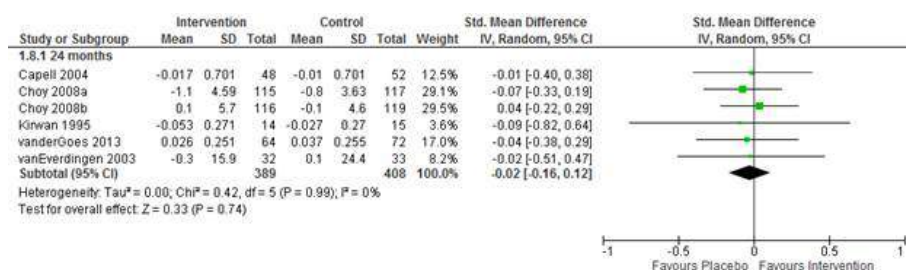 Intervention Control Std. Mean Difference Std. Mean Difference
Study or Subgroup Mean SD Total Mean SD Total Weight IV, Random, 95% CI IV, Random, 95% CI
1.8.1 24 months
Capell 2004 -0.017 0.701 48 -0.01 0.701 52 12.5% -0.01 [-0.40, 0.38]
Choy 2008a -1.1 4.59 115 -0.8 3.63 117 29.1% -0.07 [-0.33, 0.19]
Choy 2008b 0.1 5.7 116 -0.1 4.6 119 29.5% 0.04 [-0.22, 0.29]
Kirwan 1995 -0.053 0.271 14 -0.027 0.27 15 3.6% -0.09 [-0.82, 0.64]
vanderGoes 2013 0.026 0.251 64 0.037 0.255 72 17.0% -0.04 [-0.38, 0.29]
vanEverdingen 2003 -0.3 15.9 32 0.1 24.4 33 8.2% -0.02 [-0.51, 0.47]
Subtotal (95% CI) 389 408 100.0% -0.02 [-0.16, 0.12]
Heterogeneity: Tau² = 0.00; Chi² = 0.42, df = 5 (P = 0.99); I² = 0%
Test for overall effect: Z = 0.33 (P = 0.74)
-1 -0.5 0 0.5 1
Favours Placebo Favours Intervention